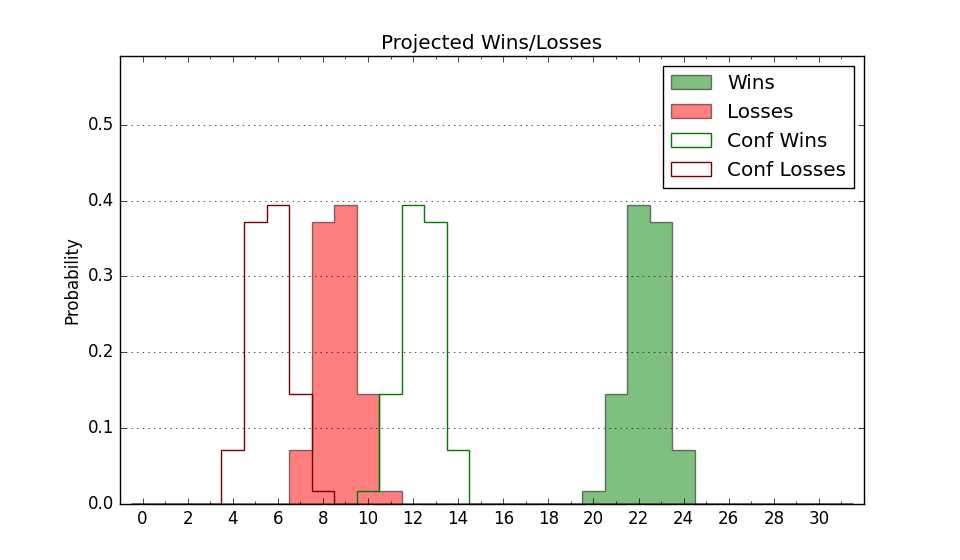 Projected Wins/Losses
Wins
Losses
Conf Wins
Conf Losses
Probability
0.5
0.4
0.3
0.2
0.1
0.0
0 2 4 6 8 10 12 14 16 18 20 22 24 26 28 30